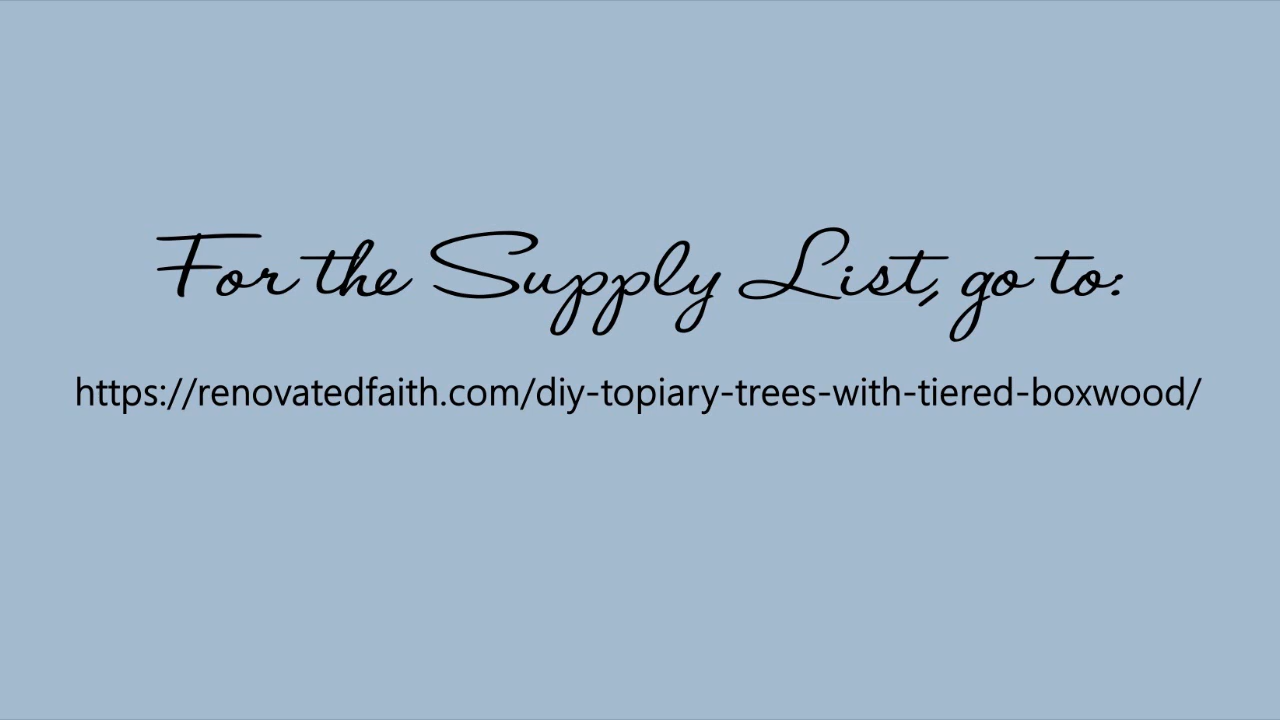 For the Supply List, go to:
https://renovatedfaith.com/diy-topiary-trees-with-tiered-boxwood/